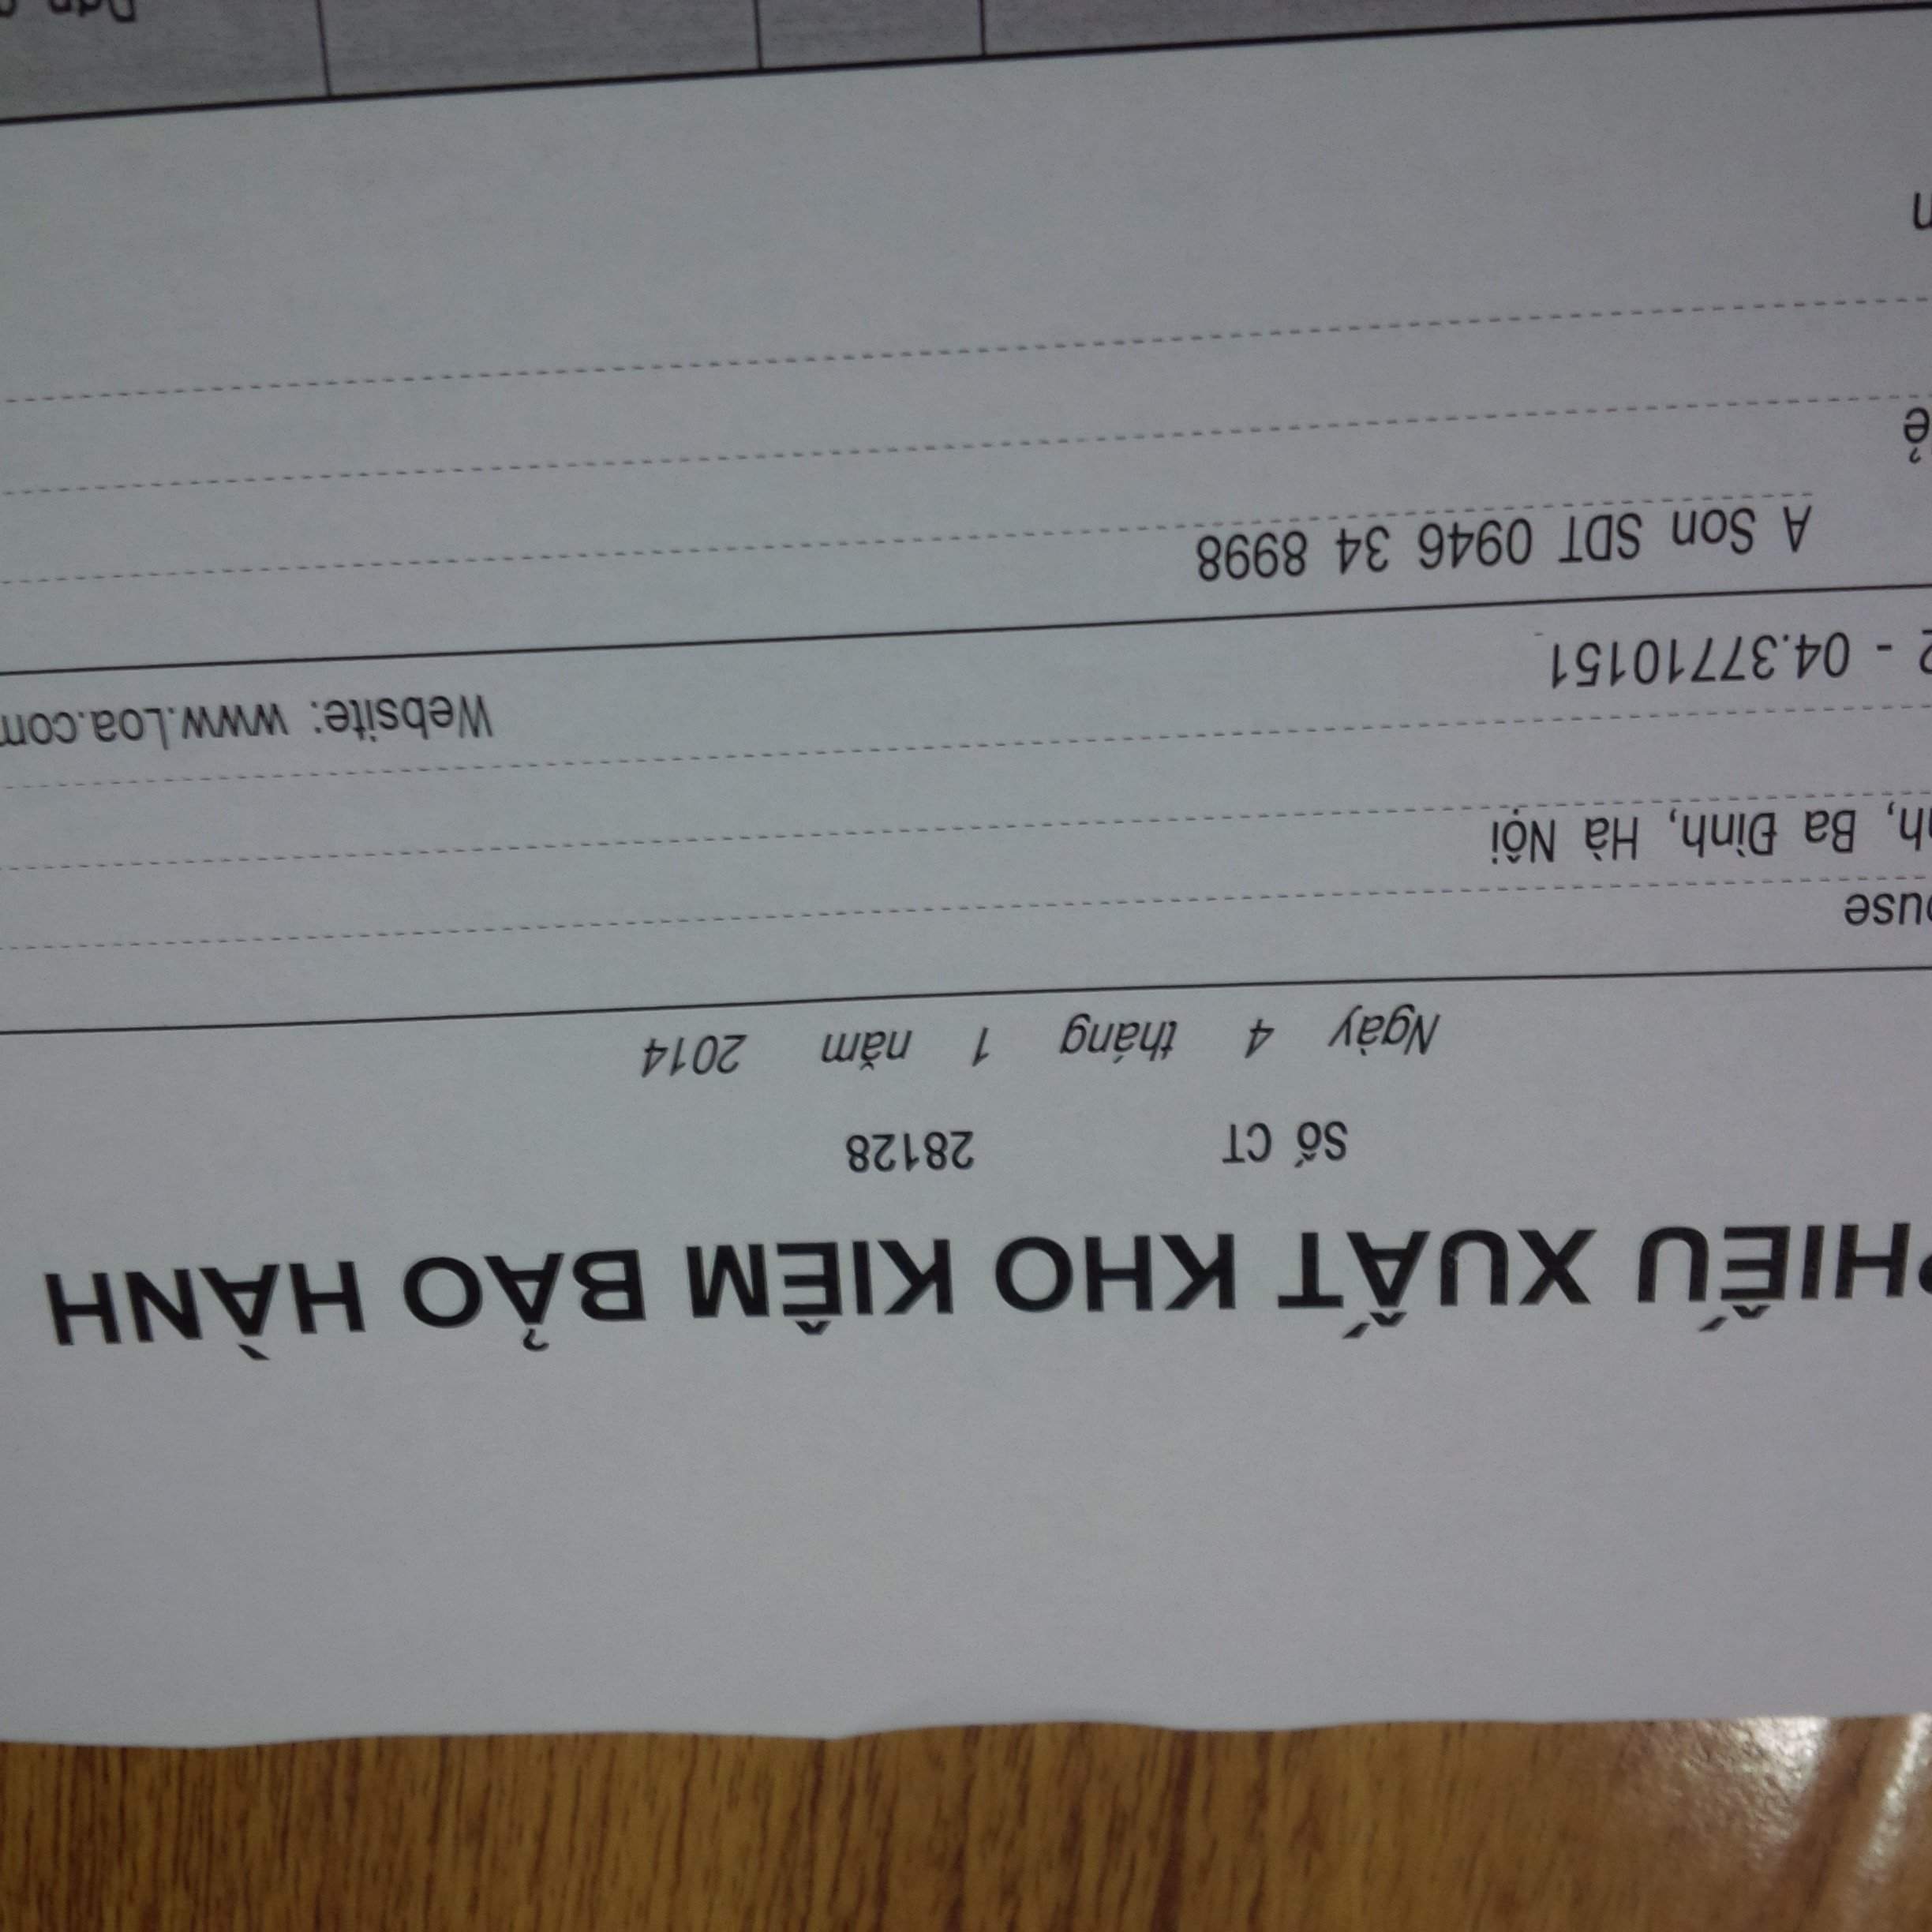 PHIẾU XUẤT KHO KIÊM BẢO HÀNH
Số CT 28128
Ngày 4 tháng 1 năm 2014
Ba Đình, Hà Nội
2 - 04.37710151 Website: www.Loa.com
A Son SDT 0946 34 8998